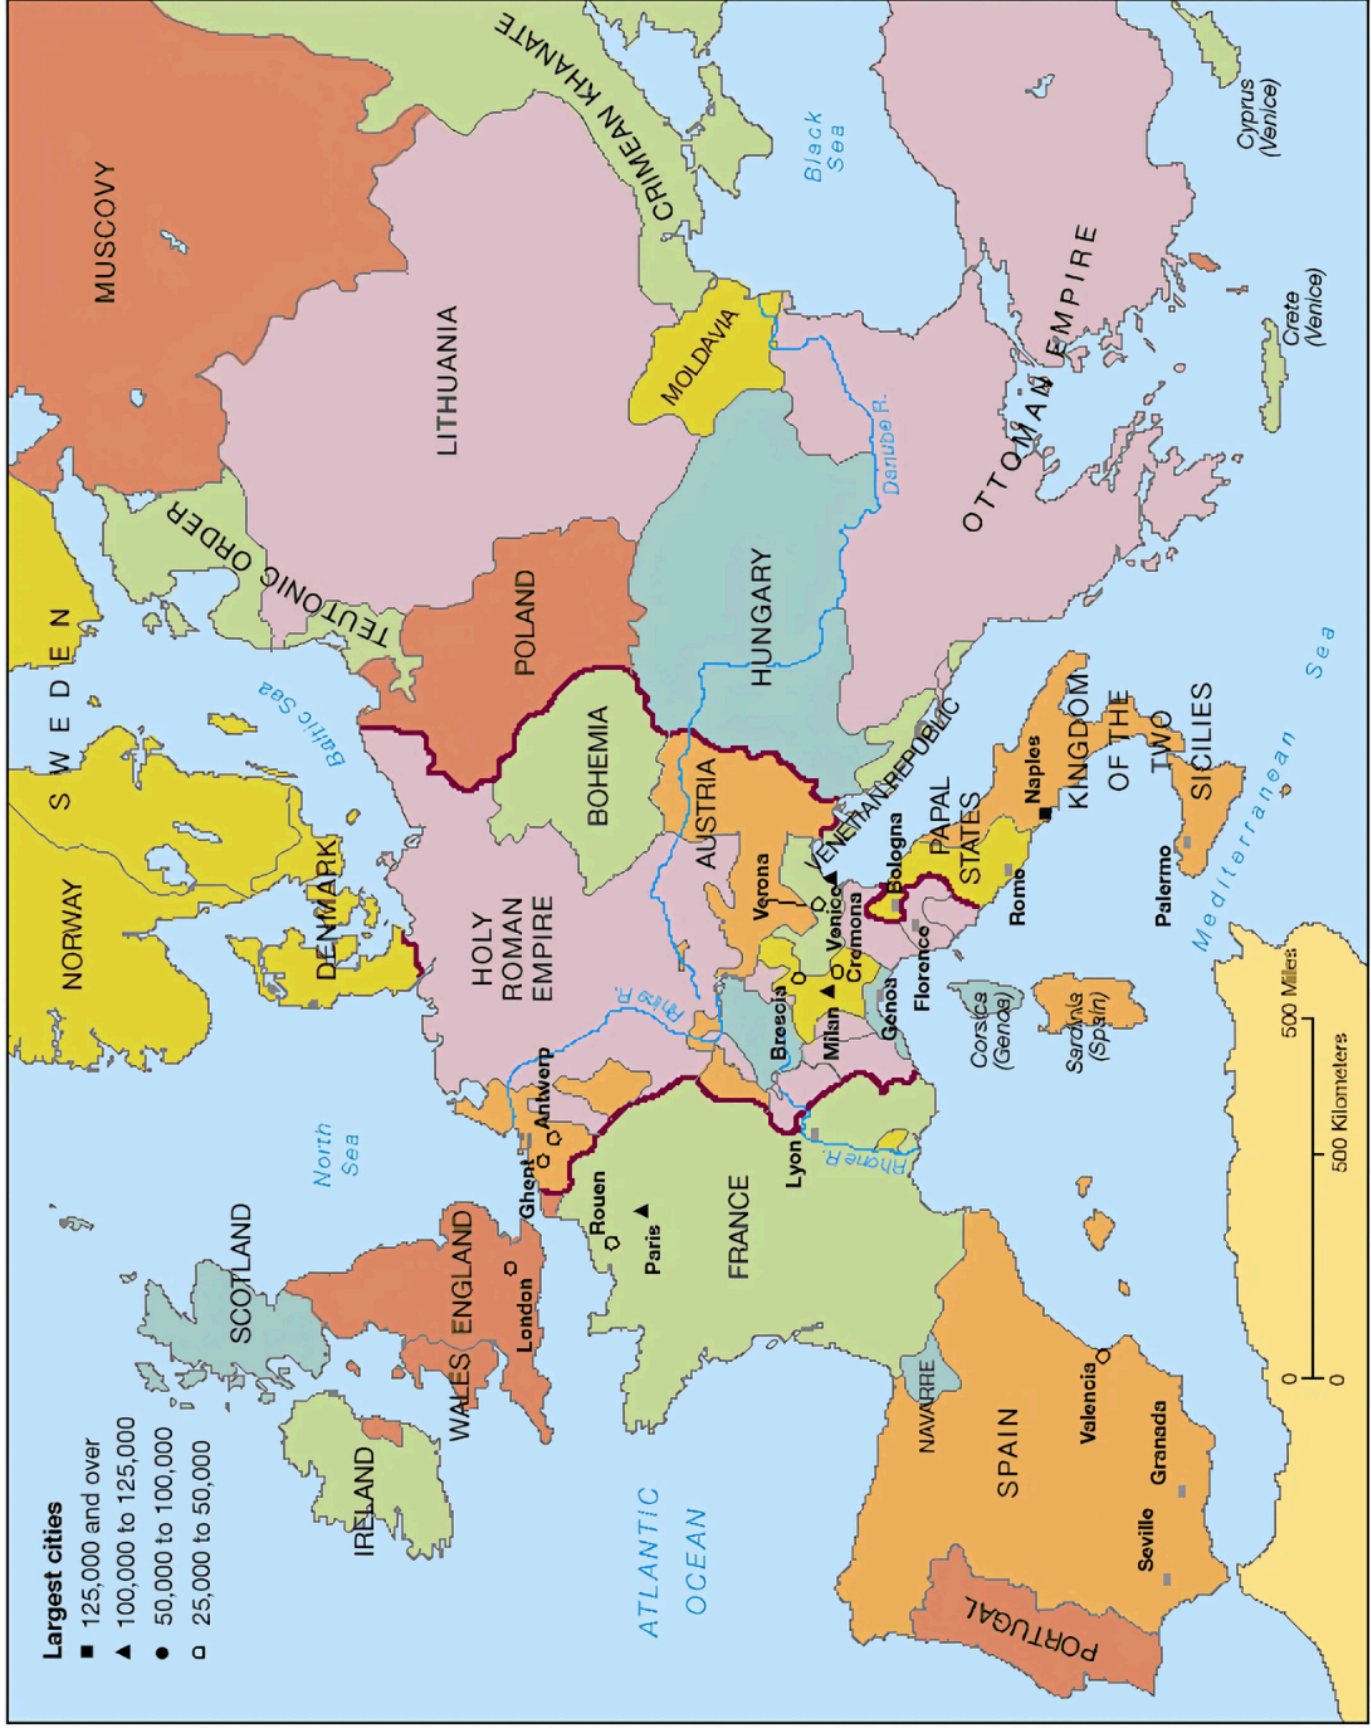 Largest cities
■ 125,000 and over
▲ 100,000 to 125,000
● 50,000 to 100,000
▢ 25,000 to 50,000
NORWAY
SWEDEN
MUSCOVY
SCOTLAND
North
Sea
DENMARK
Baltic Sea
TEUTONIC ORDER
IRELAND
WALES
ENGLAND
London
LITHUANIA
CRIMEAN KHANATE
Ghent
Antwerp
HOLY
ROMAN
EMPIRE
POLAND
Rhine R.
BOHEMIA
ATLANTIC
OCEAN
Rouen
Paris
FRANCE
AUSTRIA
HUNGARY
MOLDAVIA
Black
Sea
Lyon
Rhone R.
Brescia
Verona
Milan
Venice
Cremona
VENETIAN REPUBLIC
Danube R.
Genoa
Bologna
Florence
PAPAL
STATES
OTTOMAN EMPIRE
NAVARRE
SPAIN
PORTUGAL
Corsica
(Genoa)
Rome
Naples
KINGDOM
OF THE
TWO
SICILIES
Sardinia
(Spain)
Valencia
Granada
Seville
Palermo
Mediterranean Sea
Crete
(Venice)
Cyprus
(Venice)
0 500 Miles
0 500 Kilometers